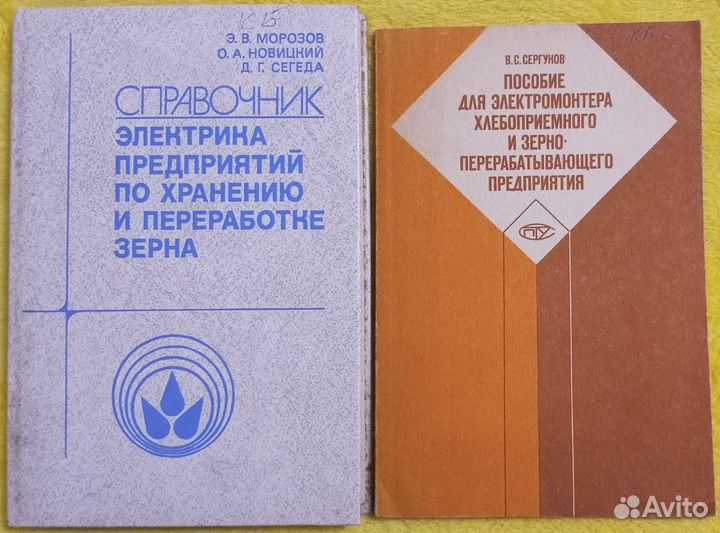 К Б
Э. В. МОРОЗОВ
О. А. НОВИЦКИЙ
Д. Г. СЕГЕДА
СПРАВОЧНИК
ЭЛЕКТРИКА
ПРЕДПРИЯТИЙ
ПО ХРАНЕНИЮ
И ПЕРЕРАБОТКЕ
ЗЕРНА
К Б
В. С. СЕРГУНОВ
ПОСОБИЕ
ДЛЯ ЭЛЕКТРОМОНТЕРА
ХЛЕБОПРИЕМНОГО
И ЗЕРНО-
ПЕРЕРАБАТЫВАЮЩЕГО
ПРЕДПРИЯТИЯ
СПТУ
Avito